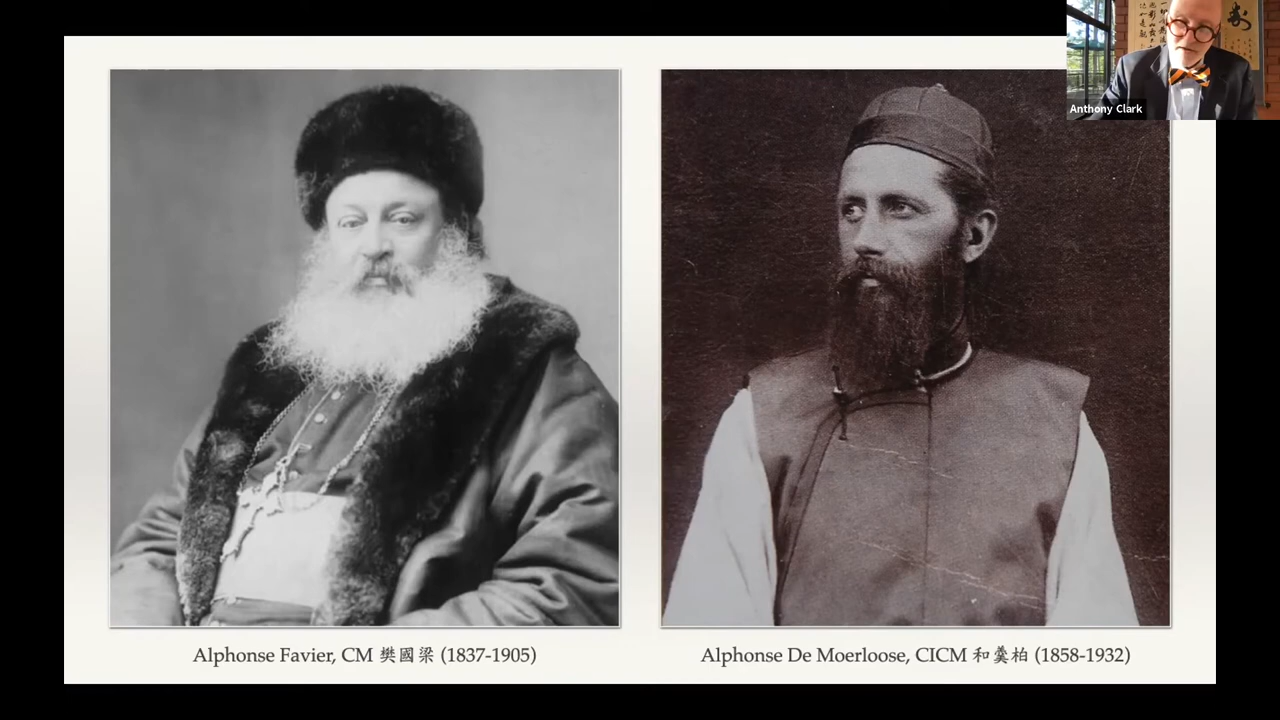 Anthony Clark
Alphonse Favier, CM 樊國梁 (1837-1905)
Alphonse De Moerloose, CICM 和羹柏 (1858-1932)